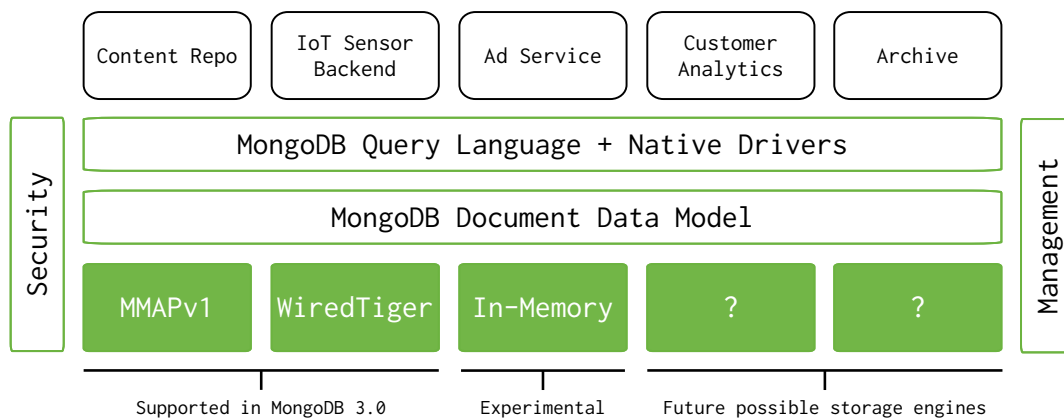 Content Repo
IoT Sensor
Backend
Ad Service
Customer
Analytics
Archive
Security
MongoDB Query Language + Native Drivers
MongoDB Document Data Model
Management
MMAPv1
WiredTiger
In-Memory
?
?
Supported in MongoDB 3.0
Experimental
Future possible storage engines